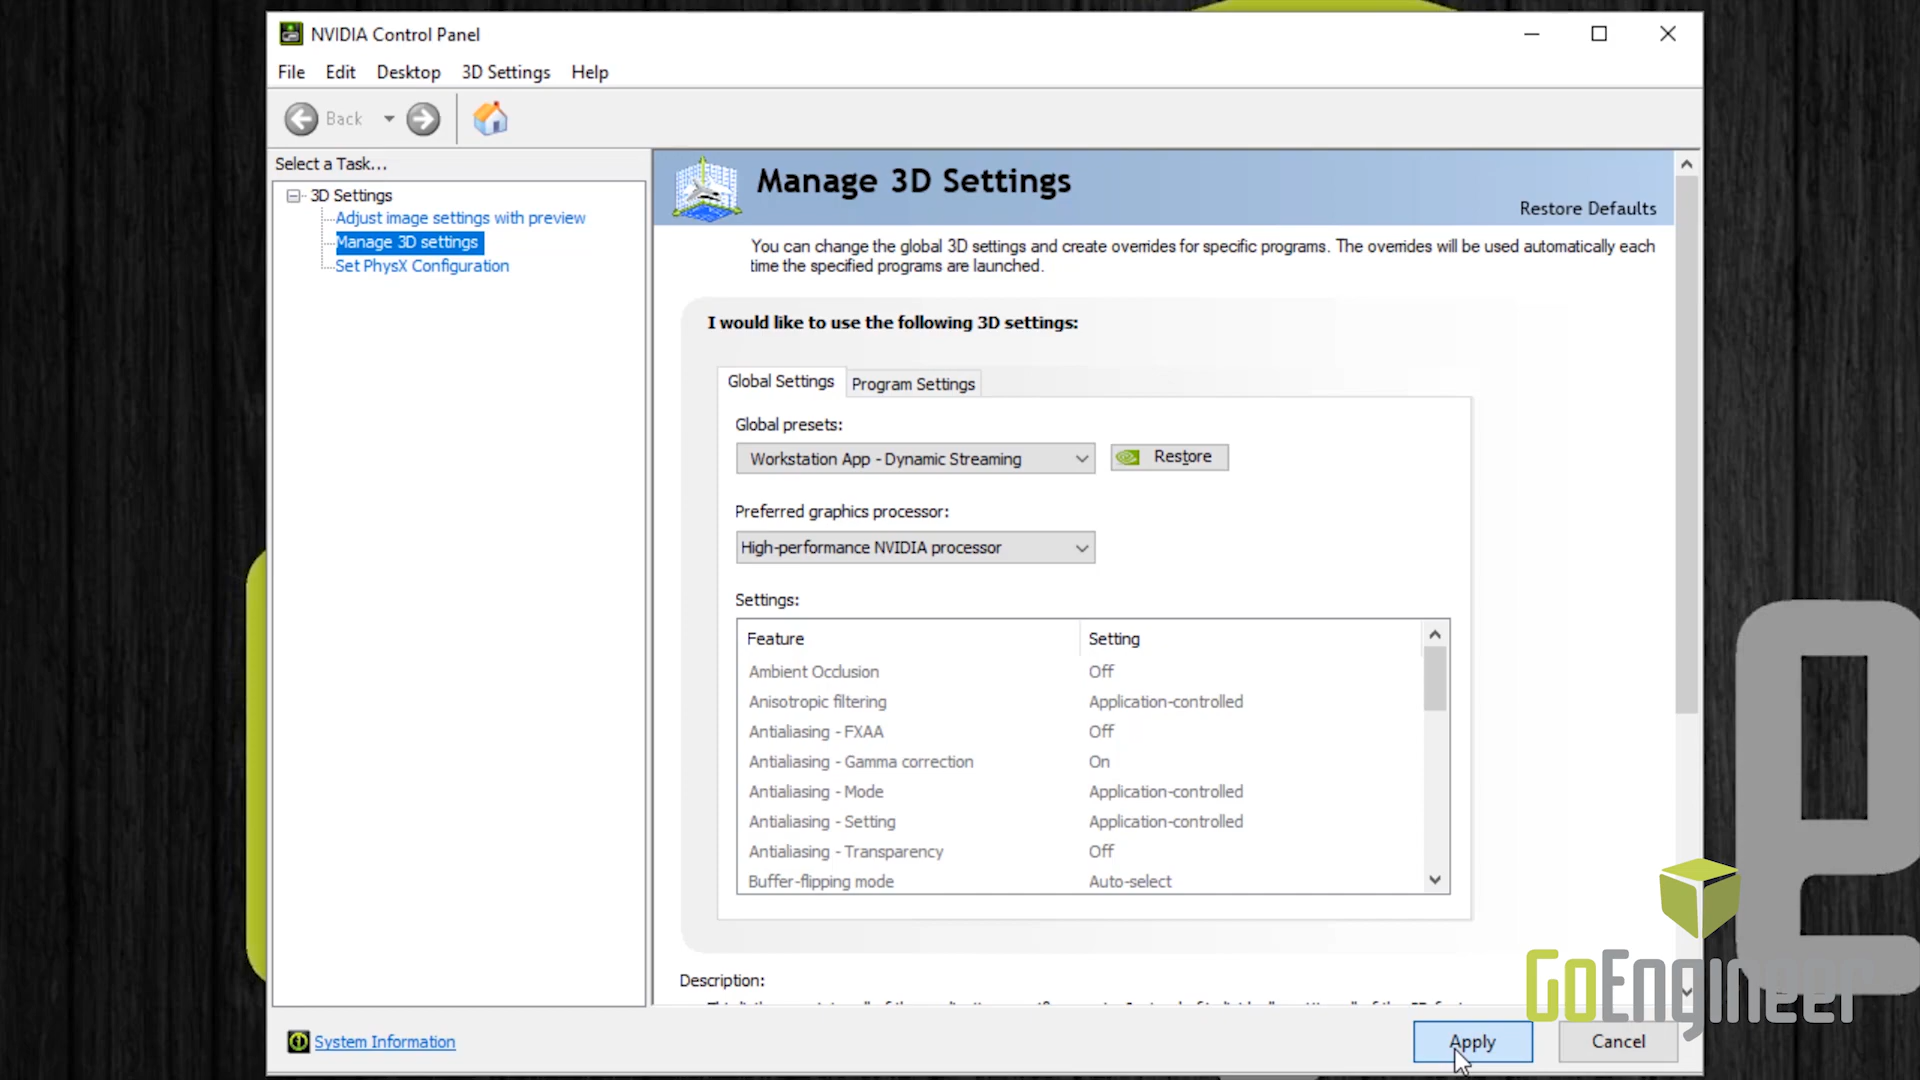 NVIDIA Control Panel
File Edit Desktop 3D Settings Help
Back
Select a Task...
3D Settings
Adjust image settings with preview
Manage 3D settings
Set PhysX Configuration
Manage 3D Settings
Restore Defaults
You can change the global 3D settings and create overrides for specific programs. The overrides will be used automatically each
time the specified programs are launched.
I would like to use the following 3D settings:
Global Settings Program Settings
Global presets:
Workstation App - Dynamic Streaming Restore
Preferred graphics processor:
High-performance NVIDIA processor
Settings:
Feature Setting
Ambient Occlusion Off
Anisotropic filtering Application-controlled
Antialiasing - FXAA Off
Antialiasing - Gamma correction On
Antialiasing - Mode Application-controlled
Antialiasing - Setting Application-controlled
Antialiasing - Transparency Off
Buffer-flipping mode Auto-select
Description:
GoEngineer
System Information
Apply Cancel